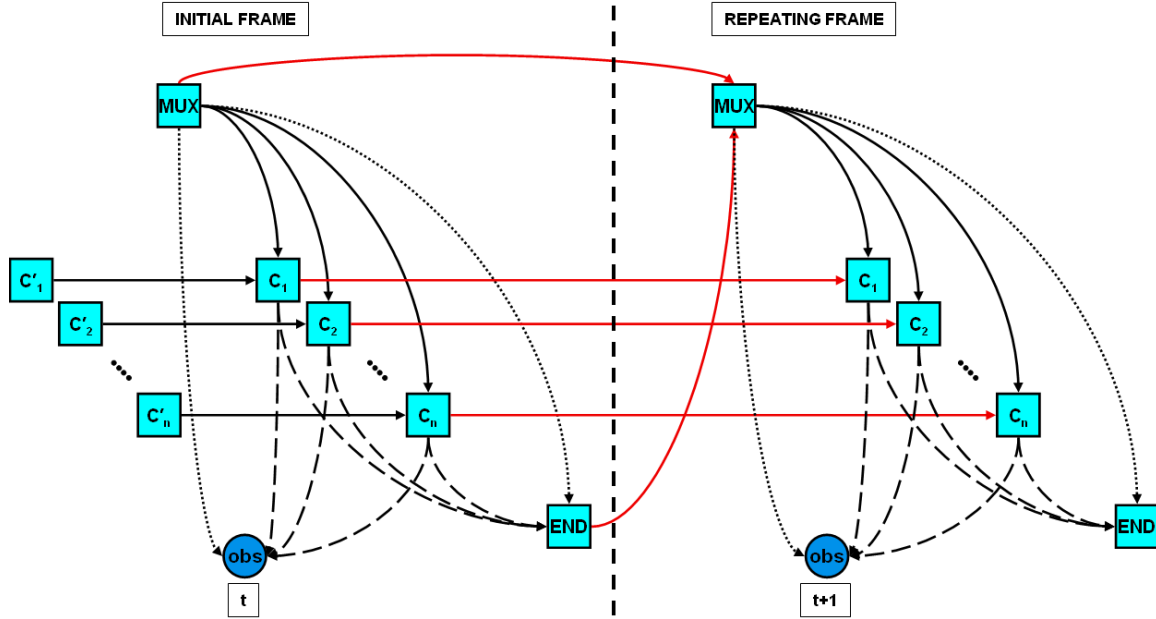 INITIAL FRAME
REPEATING FRAME
MUX
MUX
C'₁
C₁
C₁
C'₂
C₂
C₂
C'ₙ
Cₙ
Cₙ
END
END
obs
obs
t
t+1